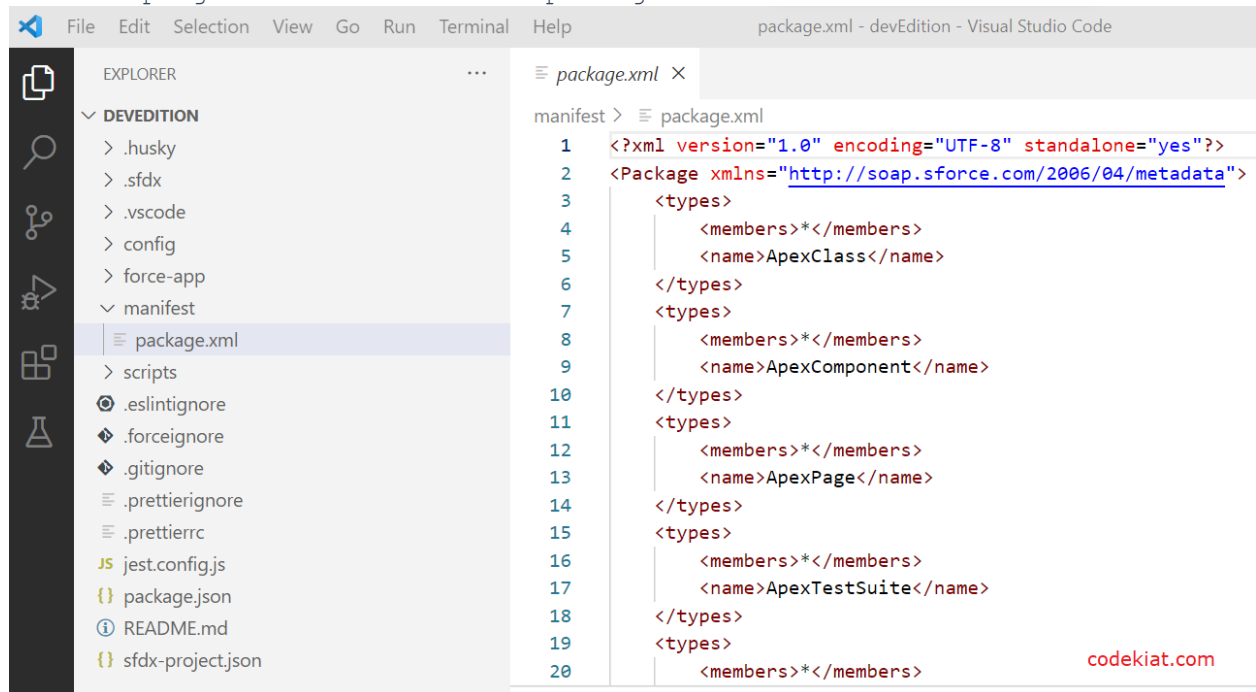 File Edit Selection View Go Run Terminal Help package.xml - devEdition - Visual Studio Code
EXPLORER ···
DEVEDITION
.husky
.sfdx
.vscode
config
force-app
manifest
package.xml
scripts
.eslintignore
.forceignore
.gitignore
.prettierignore
.prettierrc
JS jest.config.js
{} package.json
README.md
{} sfdx-project.json
package.xml ×
manifest > package.xml
1 <?xml version="1.0" encoding="UTF-8" standalone="yes"?>
2 <Package xmlns="http://soap.sforce.com/2006/04/metadata">
3 <types>
4 <members>*</members>
5 <name>ApexClass</name>
6 </types>
7 <types>
8 <members>*</members>
9 <name>ApexComponent</name>
10 </types>
11 <types>
12 <members>*</members>
13 <name>ApexPage</name>
14 </types>
15 <types>
16 <members>*</members>
17 <name>ApexTestSuite</name>
18 </types>
19 <types>
20 <members>*</members>
codekiat.com